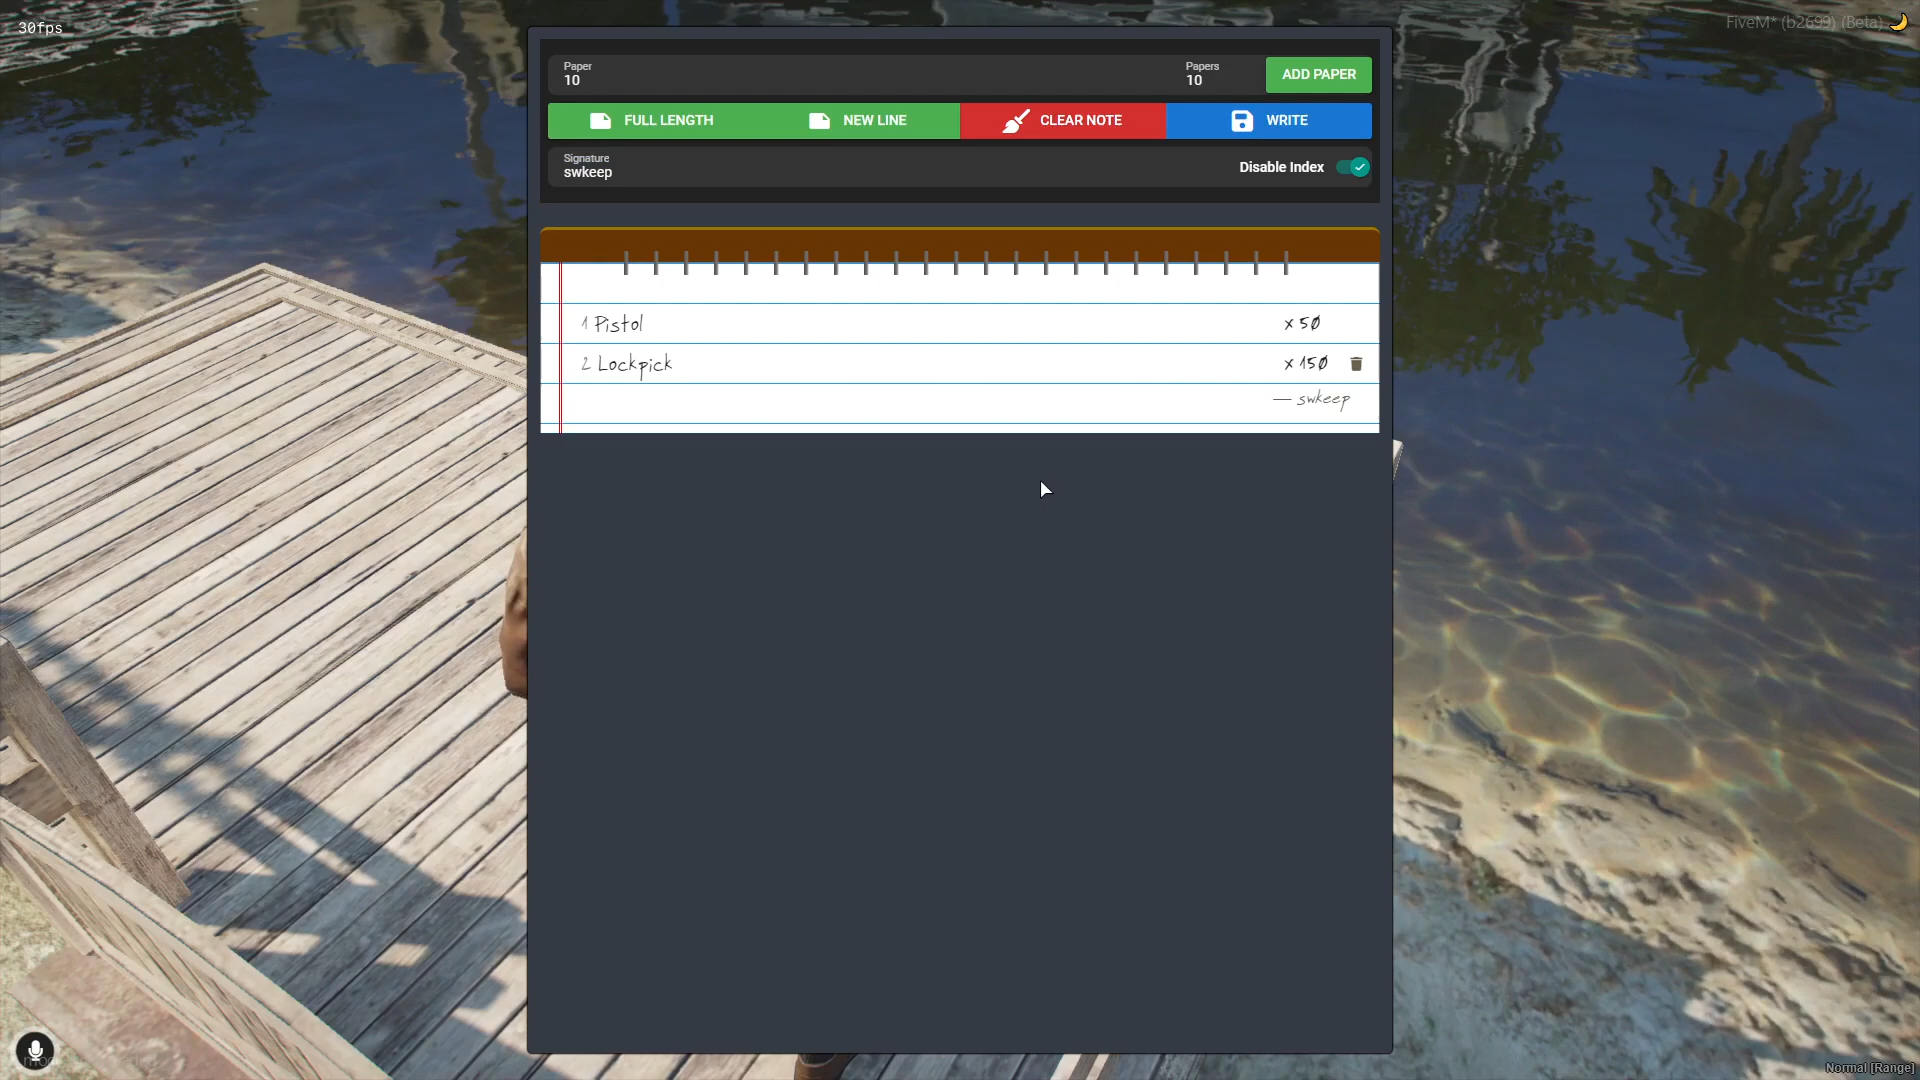 30fps
FiveM* (b2699) (Beta) 🌙
Paper
10
Papers
10
ADD PAPER
FULL LENGTH
NEW LINE
CLEAR NOTE
WRITE
Signature
swkeep
Disable Index
1 Pistol x 50
2 Lockpick x 150
— swkeep
Normal [Range]